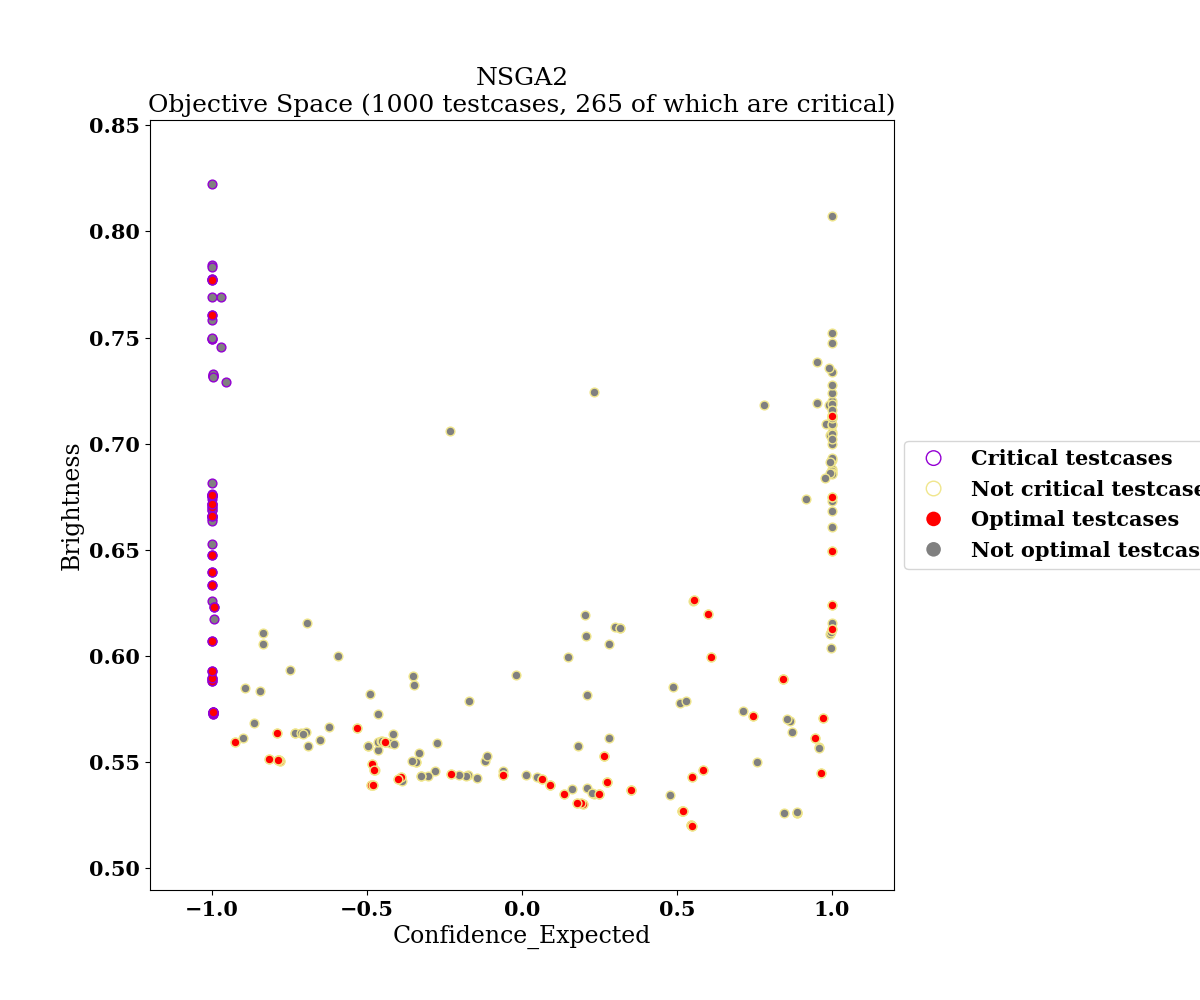 NSGA2
Objective Space (1000 testcases, 265 of which are critical)
0.85
0.80
0.75
0.70
0.65
0.60
0.55
0.50
Brightness
−1.0
−0.5
0.0
0.5
1.0
Confidence_Expected
Critical testcases
Not critical testcase
Optimal testcases
Not optimal testcas